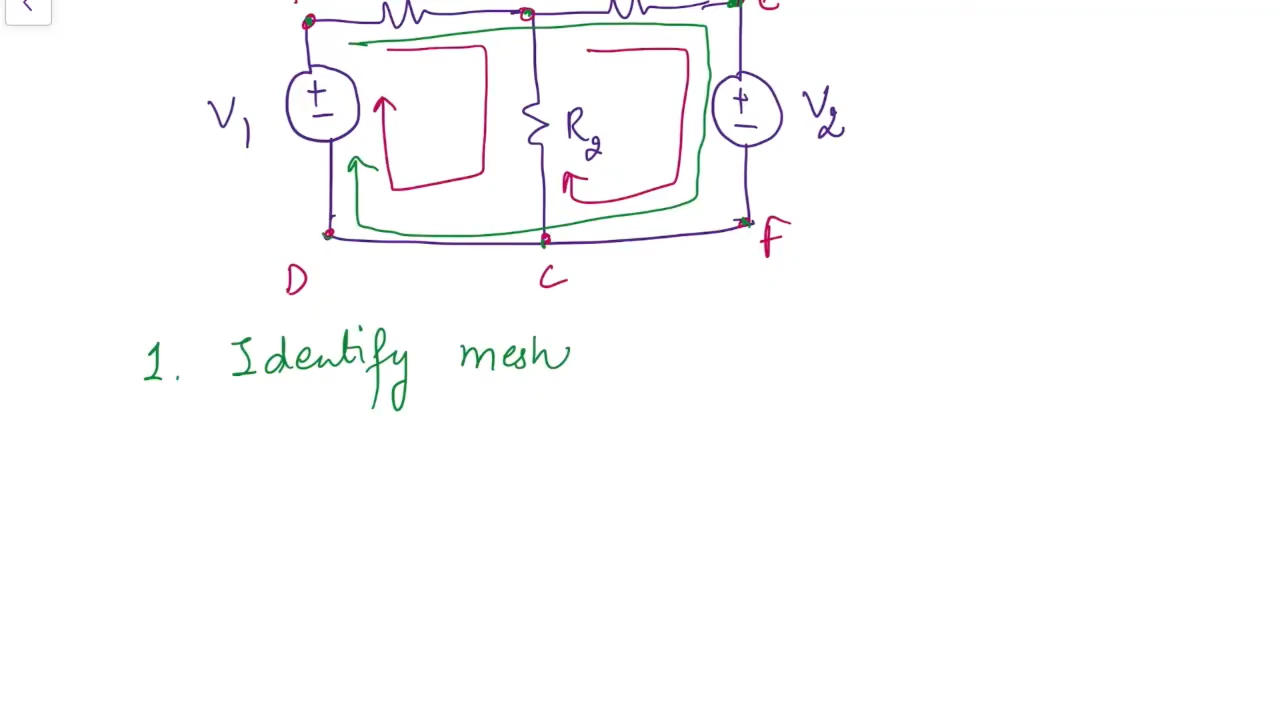 V1
+
−
R2
+
−
V2
D
C
F
1. Identify mesh